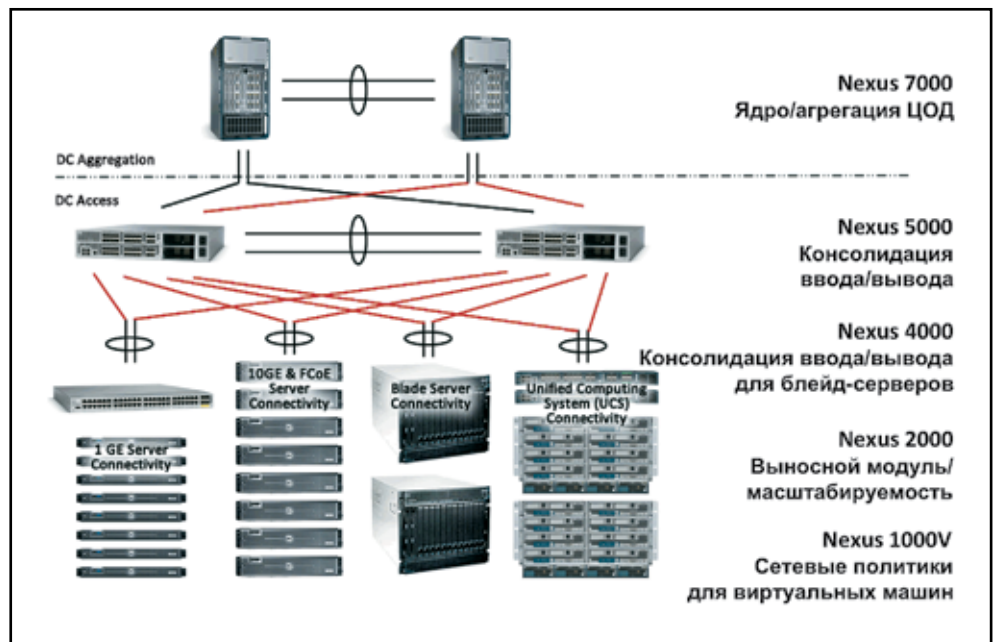 Nexus 7000
Ядро/агрегация ЦОД
DC Aggregation
DC Access
Nexus 5000
Консолидация
ввода/вывода
Nexus 4000
Консолидация ввода/вывода
для блейд-серверов
10GE & FCoE
Server
Connectivity
Blade Server
Connectivity
Unified Computing
System (UCS)
Connectivity
1 GE Server
Connectivity
Nexus 2000
Выносной модуль/
масштабируемость
Nexus 1000V
Сетевые политики
для виртуальных машин